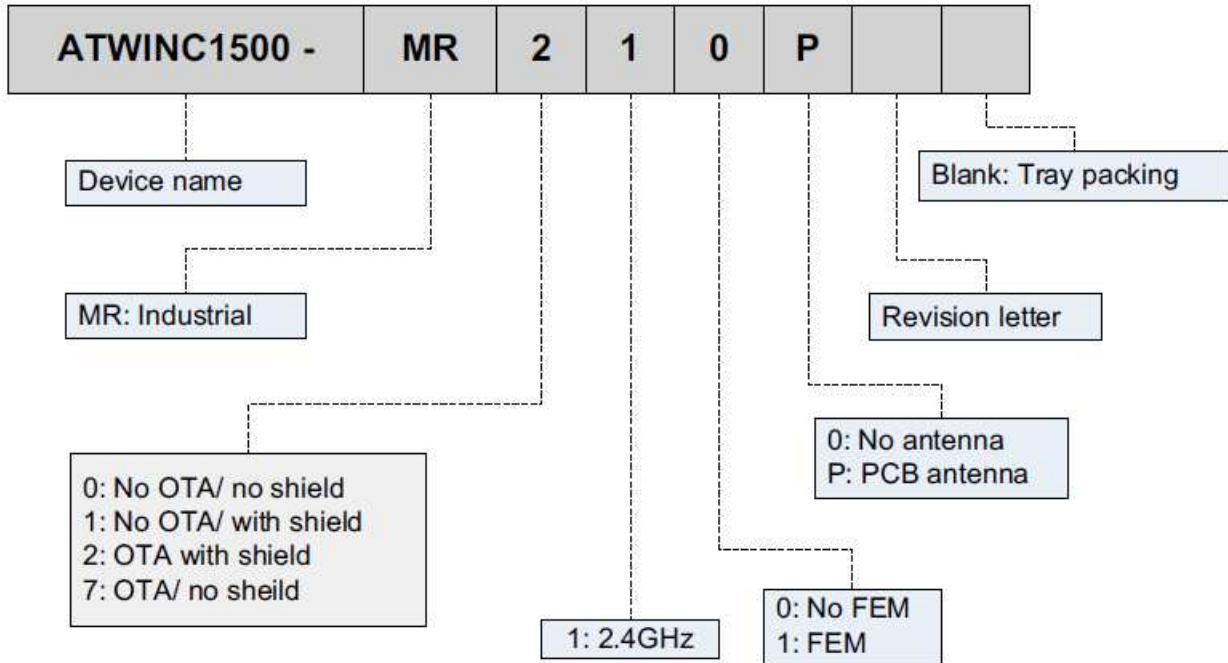 ATWINC1500 - MR 2 1 0 P
Device name
Blank: Tray packing
MR: Industrial
Revision letter
0: No antenna
P: PCB antenna
0: No OTA/ no shield
1: No OTA/ with shield
2: OTA with shield
7: OTA/ no sheild
1: 2.4GHz
0: No FEM
1: FEM